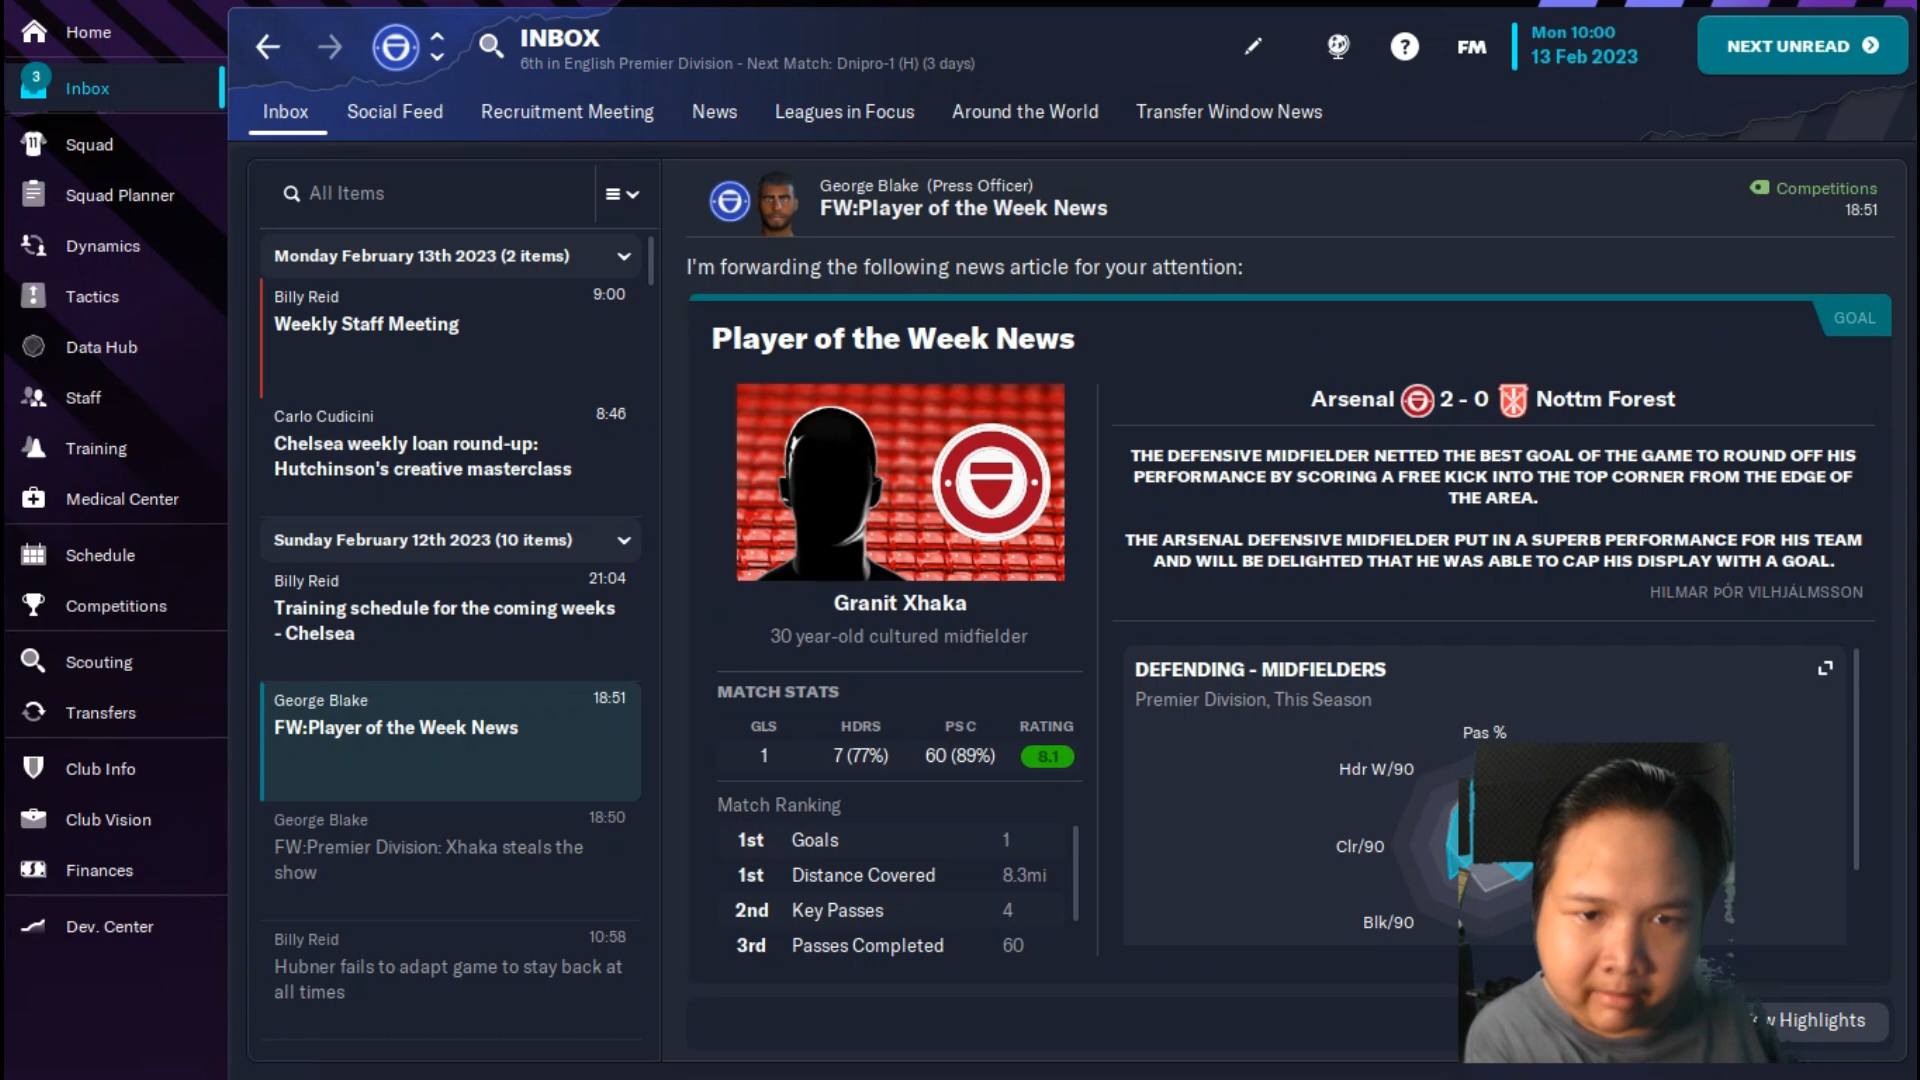 Home
3
Inbox
Squad
Squad Planner
Dynamics
Tactics
Data Hub
Staff
Training
Medical Center
Schedule
Competitions
Scouting
Transfers
Club Info
Club Vision
Finances
Dev. Center
INBOX
6th in English Premier Division - Next Match: Dnipro-1 (H) (3 days)
?
FM
Mon 10:00
13 Feb 2023
NEXT UNREAD
Inbox
Social Feed
Recruitment Meeting
News
Leagues in Focus
Around the World
Transfer Window News
All Items
Monday February 13th 2023 (2 items)
Billy Reid 9:00
Weekly Staff Meeting
Carlo Cudicini 8:46
Chelsea weekly loan round-up:
Hutchinson's creative masterclass
Sunday February 12th 2023 (10 items)
Billy Reid 21:04
Training schedule for the coming weeks
- Chelsea
George Blake 18:51
FW:Player of the Week News
George Blake 18:50
FW:Premier Division: Xhaka steals the
show
Billy Reid 10:58
Hubner fails to adapt game to stay back at
all times
George Blake (Press Officer)
FW:Player of the Week News
Competitions
18:51
I'm forwarding the following news article for your attention:
GOAL
Player of the Week News
Granit Xhaka
30 year-old cultured midfielder
MATCH STATS
GLS HDRS PS C RATING
1 7 (77%) 60 (89%) 8.1
Match Ranking
1st Goals 1
1st Distance Covered 8.3mi
2nd Key Passes 4
3rd Passes Completed 60
Arsenal 2 - 0 Nottm Forest
THE DEFENSIVE MIDFIELDER NETTED THE BEST GOAL OF THE GAME TO ROUND OFF HIS
PERFORMANCE BY SCORING A FREE KICK INTO THE TOP CORNER FROM THE EDGE OF
THE AREA.
THE ARSENAL DEFENSIVE MIDFIELDER PUT IN A SUPERB PERFORMANCE FOR HIS TEAM
AND WILL BE DELIGHTED THAT HE WAS ABLE TO CAP HIS DISPLAY WITH A GOAL.
HILMAR ÞÓR VILHJÁLMSSON
DEFENDING - MIDFIELDERS
Premier Division, This Season
Pas %
Hdr W/90
Clr/90
Blk/90
Highlights